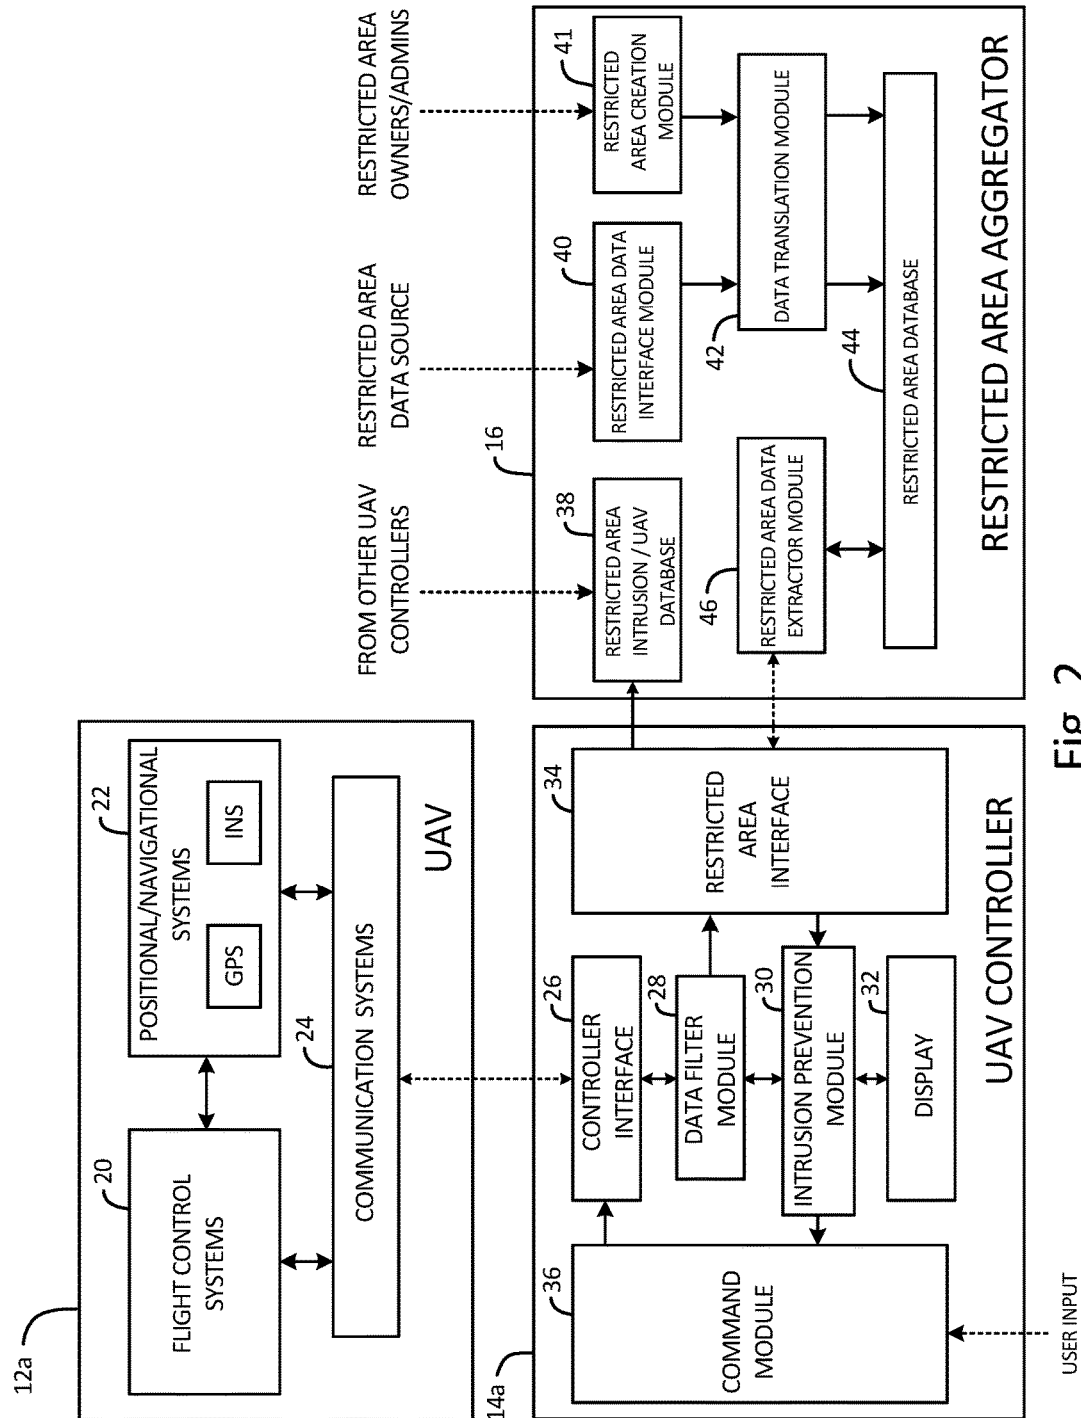 12a
20
FLIGHT CONTROL
SYSTEMS
22
POSITIONAL/NAVIGATIONAL
SYSTEMS
GPS
INS
24
COMMUNICATION SYSTEMS
UAV
14a
36
COMMAND
MODULE
USER INPUT
26
CONTROLLER
INTERFACE
28
DATA FILTER
MODULE
30
INTRUSION PREVENTION
MODULE
32
DISPLAY
34
RESTRICTED
AREA
INTERFACE
UAV CONTROLLER
FROM OTHER UAV
CONTROLLERS
RESTRICTED AREA
DATA SOURCE
RESTRICTED AREA
OWNERS/ADMINS
16
38
RESTRICTED AREA
INTRUSION / UAV
DATABASE
40
RESTRICTED AREA DATA
INTERFACE MODULE
41
RESTRICTED
AREA CREATION
MODULE
46
RESTRICTED AREA DATA
EXTRACTOR MODULE
42
DATA TRANSLATION MODULE
44
RESTRICTED AREA DATABASE
RESTRICTED AREA AGGREGATOR
Fig. 2